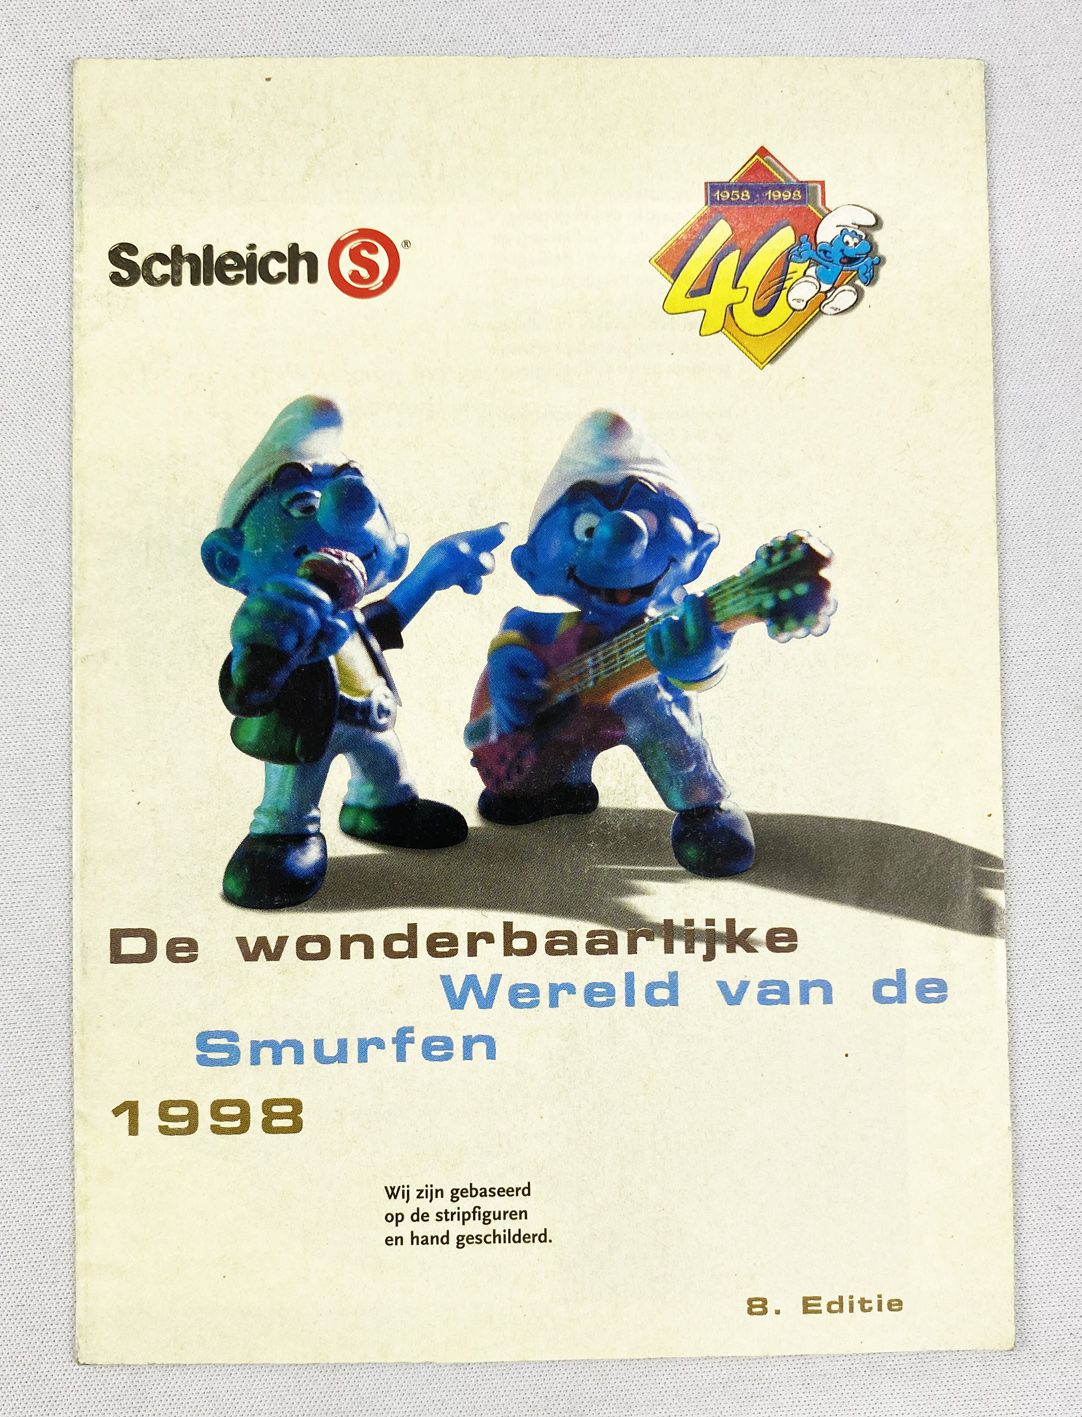 1958 - 1998
40
Schleich S ®
De wonderbaarlijke
Wereld van de
Smurfen
1998
Wij zijn gebaseerd
op de stripfiguren
en hand geschilderd.
8. Editie